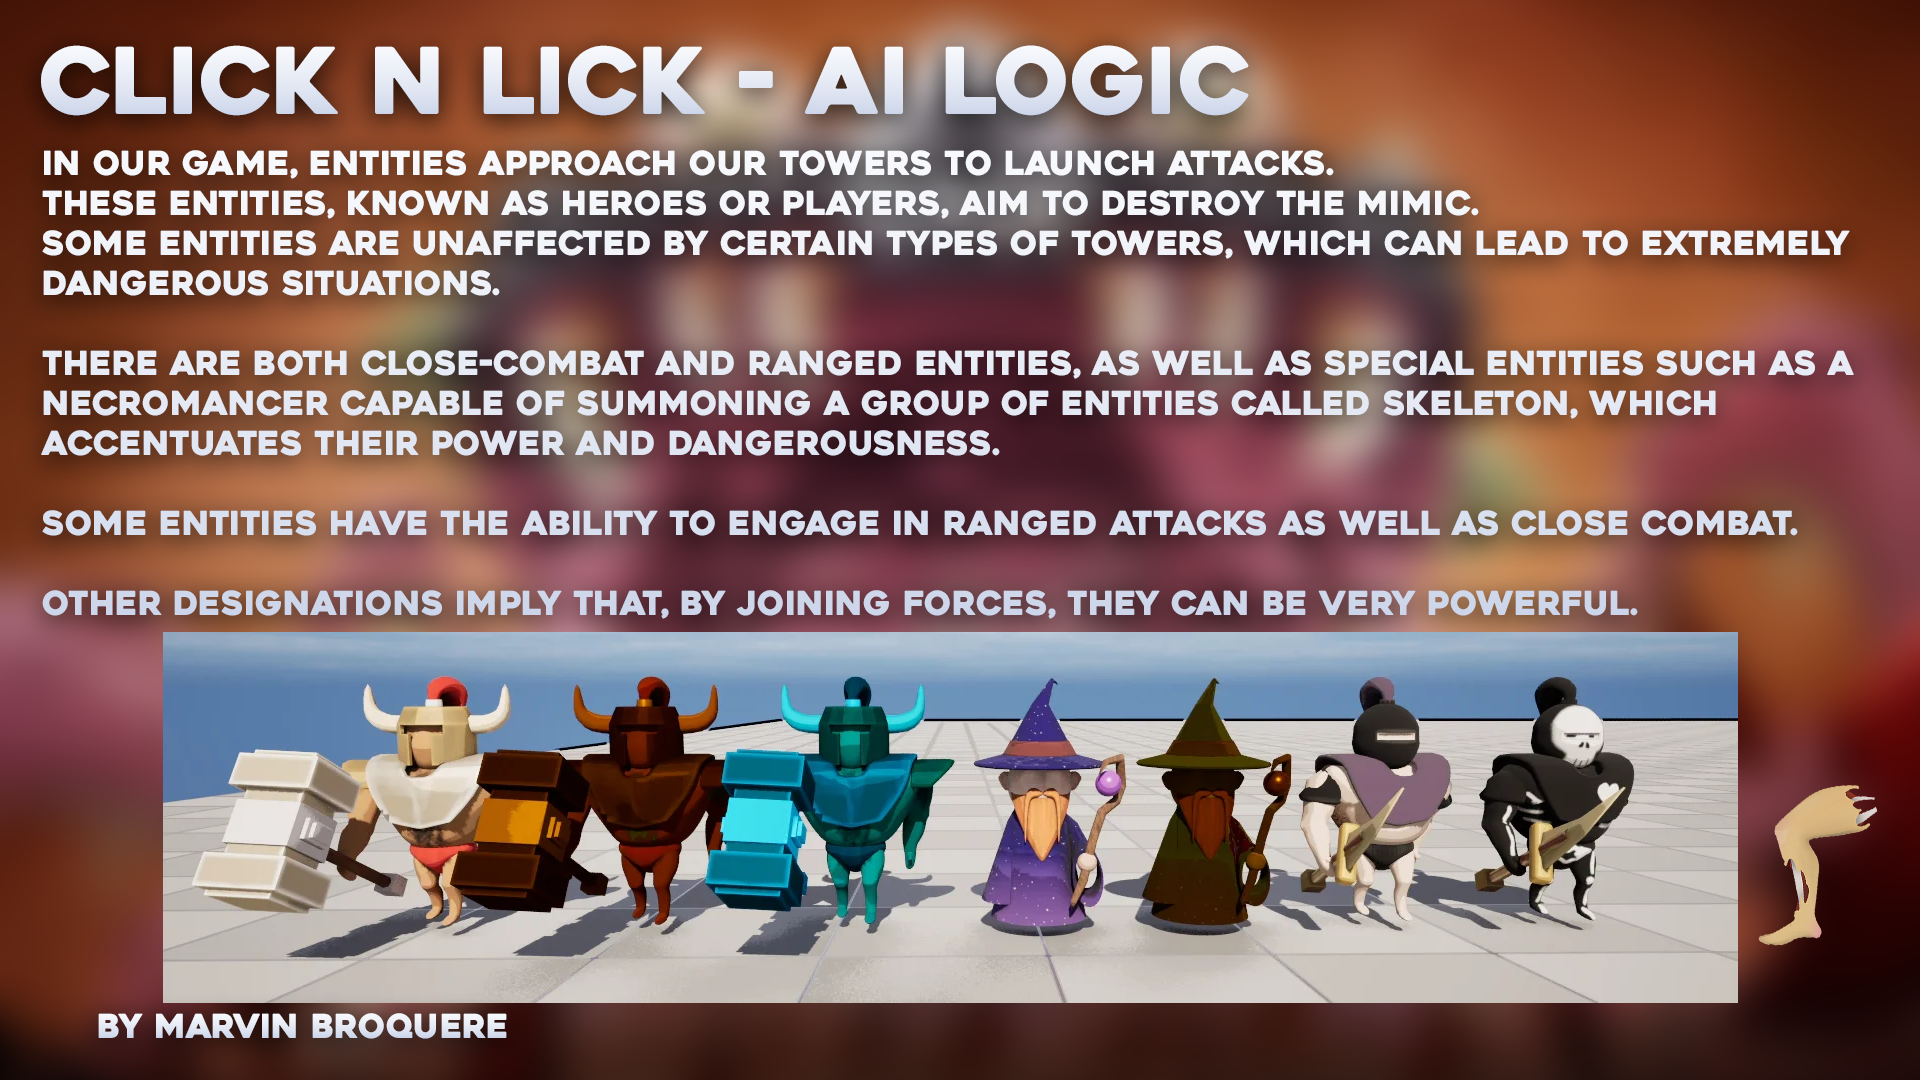 CLICK N LICK - AI LOGIC
IN OUR GAME, ENTITIES APPROACH OUR TOWERS TO LAUNCH ATTACKS.
THESE ENTITIES, KNOWN AS HEROES OR PLAYERS, AIM TO DESTROY THE MIMIC.
SOME ENTITIES ARE UNAFFECTED BY CERTAIN TYPES OF TOWERS, WHICH CAN LEAD TO EXTREMELY
DANGEROUS SITUATIONS.
THERE ARE BOTH CLOSE-COMBAT AND RANGED ENTITIES, AS WELL AS SPECIAL ENTITIES SUCH AS A
NECROMANCER CAPABLE OF SUMMONING A GROUP OF ENTITIES CALLED SKELETON, WHICH
ACCENTUATES THEIR POWER AND DANGEROUSNESS.
SOME ENTITIES HAVE THE ABILITY TO ENGAGE IN RANGED ATTACKS AS WELL AS CLOSE COMBAT.
OTHER DESIGNATIONS IMPLY THAT, BY JOINING FORCES, THEY CAN BE VERY POWERFUL.
BY MARVIN BROQUERE